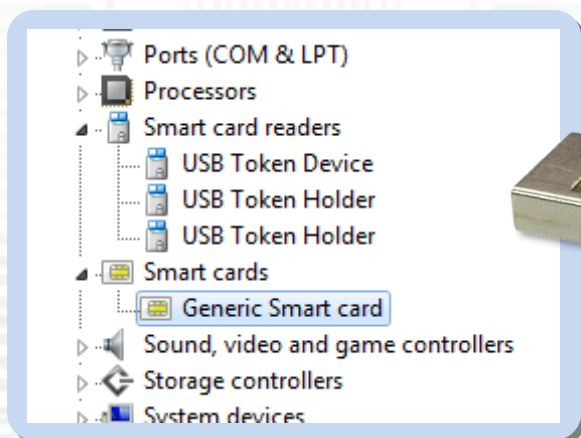 Ports (COM & LPT)
Processors
Smart card readers
USB Token Device
USB Token Holder
USB Token Holder
Smart cards
Generic Smart card
Sound, video and game controllers
Storage controllers
System devices